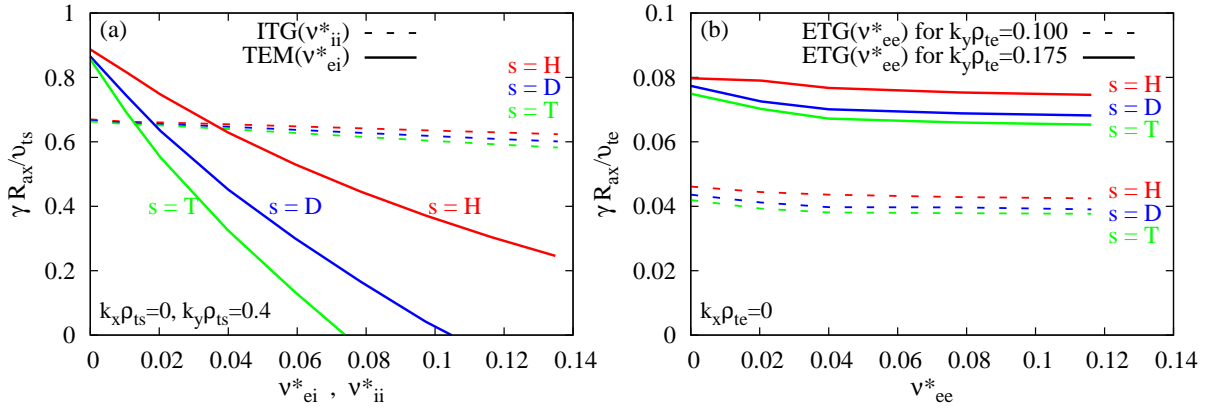 (a)
ITG(ν*ii)
TEM(ν*ei)
s = H
s = D
s = T
s = T
s = D
s = H
kxρts=0, kyρts=0.4
γ Rax/υts
1
0.8
0.6
0.4
0.2
0
0 0.02 0.04 0.06 0.08 0.1 0.12 0.14
ν*ei , ν*ii
(b)
ETG(ν*ee) for kyρte=0.100
ETG(ν*ee) for kyρte=0.175
s = H
s = D
s = T
s = H
s = D
s = T
kxρte=0
γ Rax/υte
0.1
0.08
0.06
0.04
0.02
0
0 0.02 0.04 0.06 0.08 0.1 0.12 0.14
ν*ee